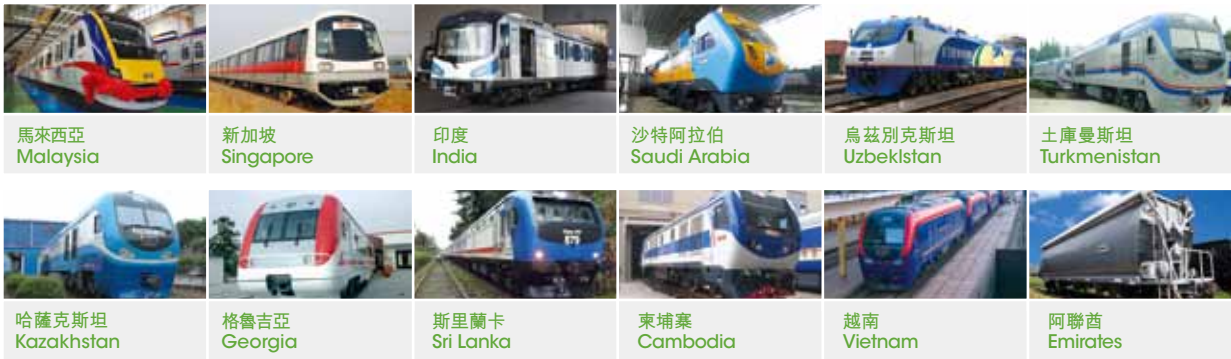 馬來西亞
Malaysia
新加坡
Singapore
印度
India
沙特阿拉伯
Saudi Arabia
烏茲別克斯坦
Uzbeklstan
土庫曼斯坦
Turkmenistan
哈薩克斯坦
Kazakhstan
格魯吉亞
Georgia
斯里蘭卡
Sri Lanka
柬埔寨
Cambodia
越南
Vietnam
阿聯酋
Emirates